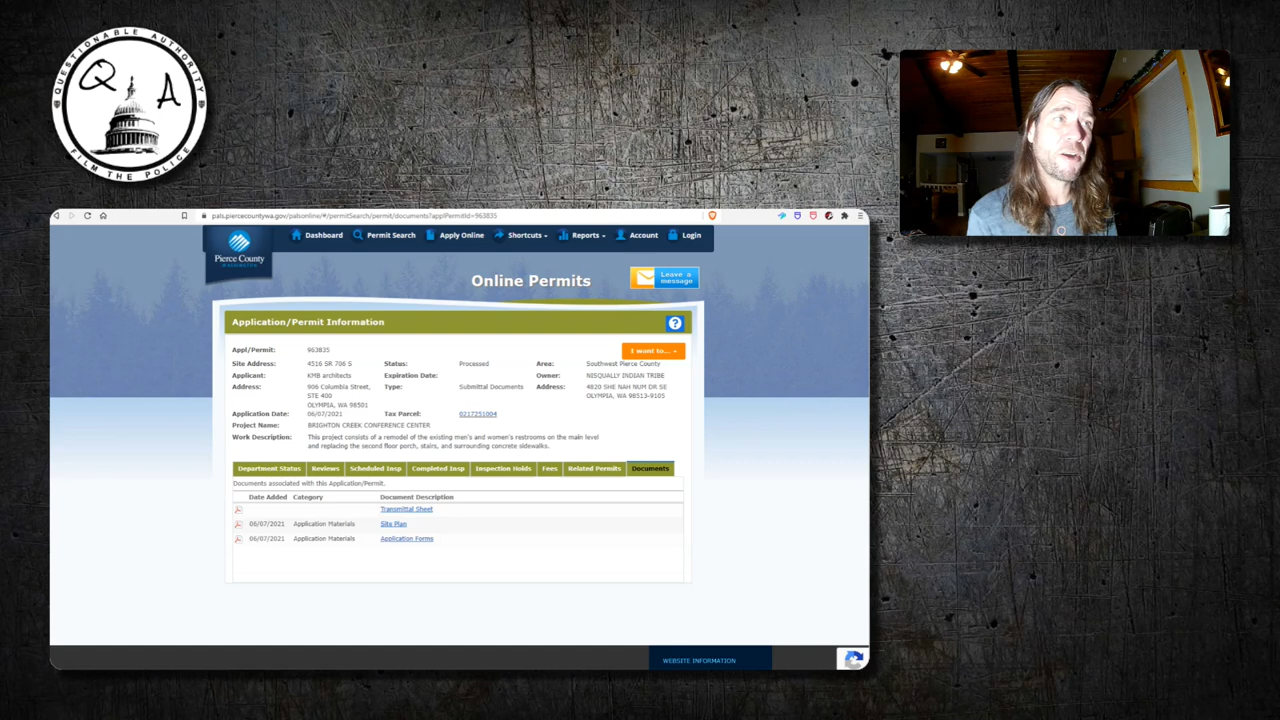 QUESTIONABLE AUTHORITY
Q A
FILM THE POLICE
pals.piercecountywa.gov/palsonline/#/permitSearch/permit/documents?applPermitId=963835
Pierce County
WASHINGTON
Dashboard Permit Search Apply Online Shortcuts Reports Account Login
Online Permits
Leave a
message
Application/Permit Information
?
Appl/Permit: 963835
I want to...
Site Address: 4516 SR 706 S Status: Processed Area: Southwest Pierce County
Applicant: KMB architects Expiration Date: Owner: NISQUALLY INDIAN TRIBE
Address: 906 Columbia Street, Type: Submittal Documents Address: 4820 SHE NAH NUM DR SE
STE 400 OLYMPIA, WA 98513-9105
OLYMPIA, WA 98501
Application Date: 06/07/2021 Tax Parcel: 0217251004
Project Name: BRIGHTON CREEK CONFERENCE CENTER
Work Description: This project consists of a remodel of the existing men's and women's restrooms on the main level
and replacing the second floor porch, stairs, and surrounding concrete sidewalks.
Department Status Reviews Scheduled Insp Completed Insp Inspection Holds Fees Related Permits Documents
Documents associated with this Application/Permit.
Date Added Category Document Description
Transmittal Sheet
06/07/2021 Application Materials Site Plan
06/07/2021 Application Materials Application Forms
WEBSITE INFORMATION